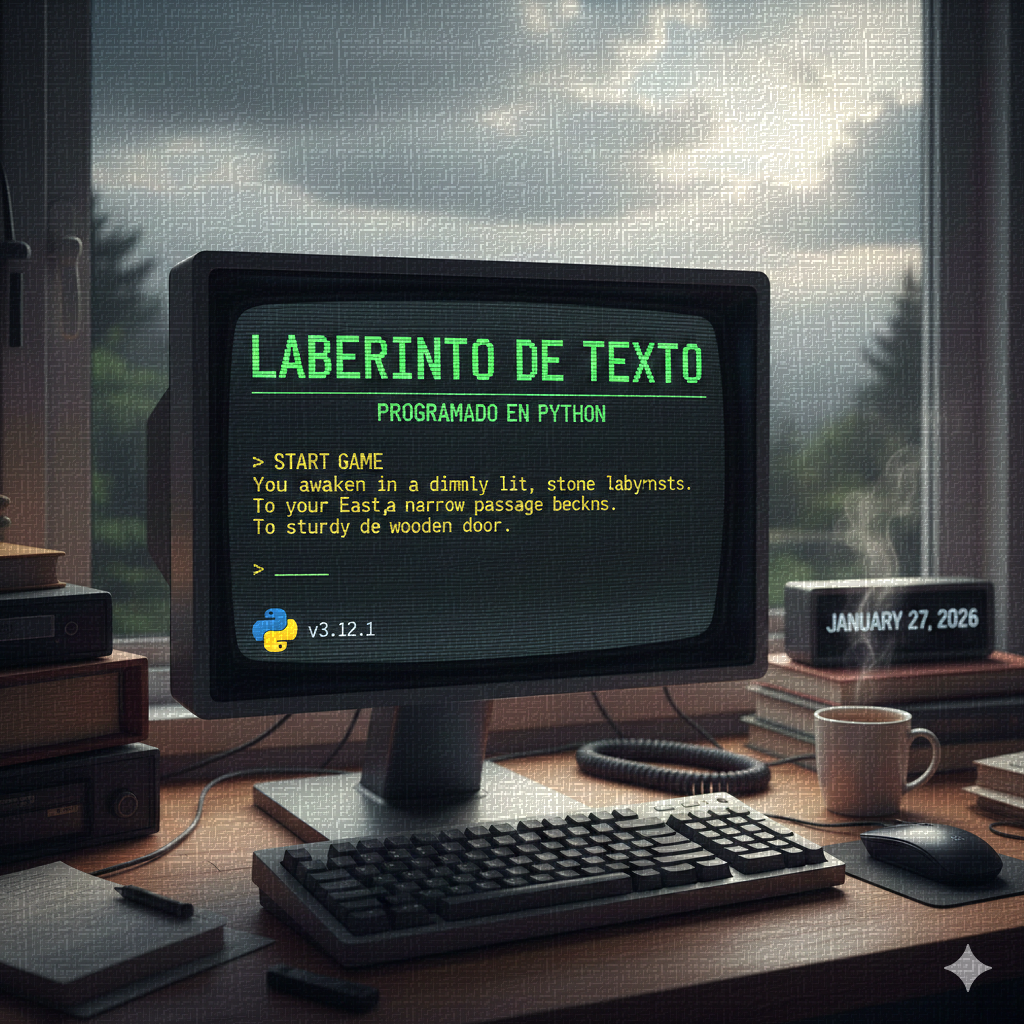 LABERINTO DE TEXTO
PROGRAMADO EN PYTHON
> START GAME
You awaken in a dimmly lit, stone labyrnsts.
To your East,a narrow passage beckns.
To sturdy de wooden door.
>
v3.12.1
JANUARY 27, 2026